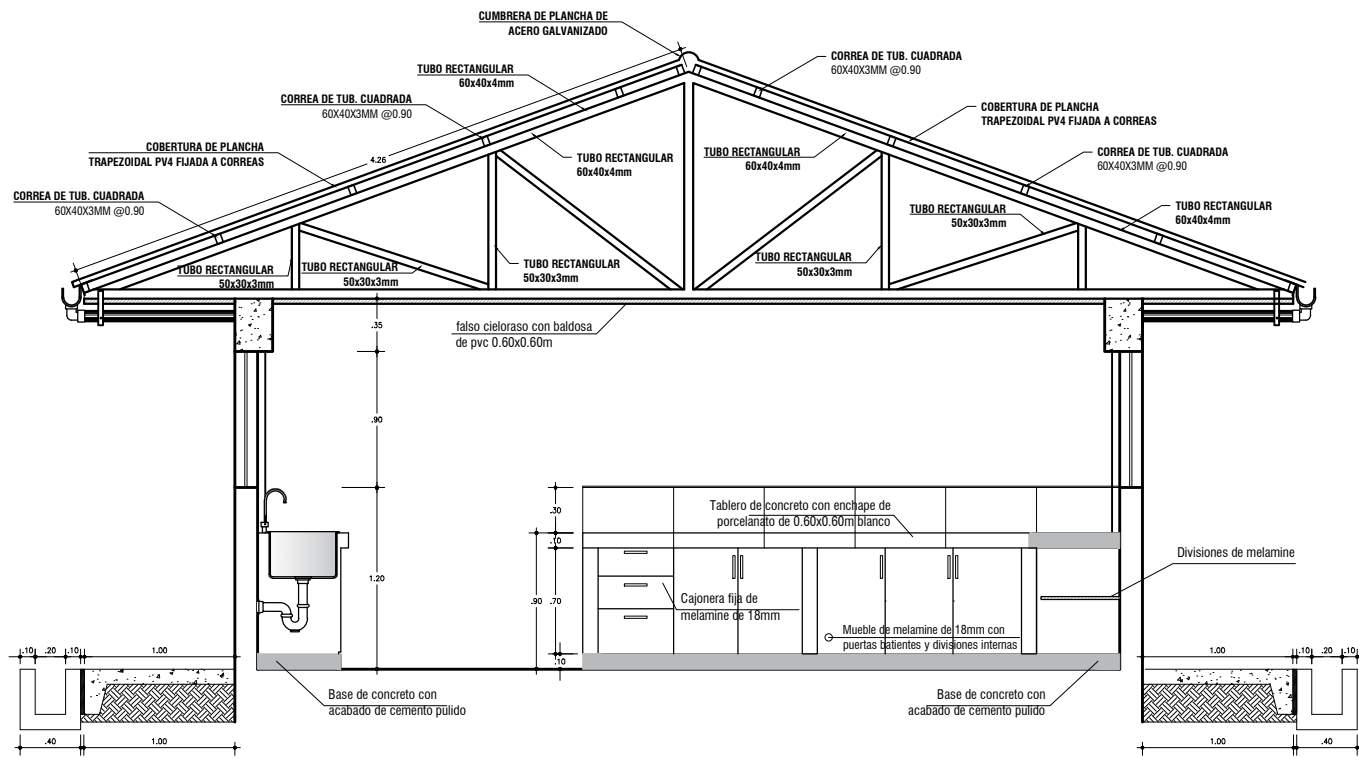 CUMBRERA DE PLANCHA DE
ACERO GALVANIZADO
TUBO RECTANGULAR
60x40x4mm
CORREA DE TUB. CUADRADA
60X40X3MM @0.90
CORREA DE TUB. CUADRADA
60X40X3MM @0.90
COBERTURA DE PLANCHA
TRAPEZOIDAL PV4 FIJADA A CORREAS
COBERTURA DE PLANCHA
TRAPEZOIDAL PV4 FIJADA A CORREAS
4.26
TUBO RECTANGULAR
60x40x4mm
TUBO RECTANGULAR
60x40x4mm
CORREA DE TUB. CUADRADA
60X40X3MM @0.90
CORREA DE TUB. CUADRADA
60X40X3MM @0.90
TUBO RECTANGULAR
50x30x3mm
TUBO RECTANGULAR
60x40x4mm
TUBO RECTANGULAR
50x30x3mm
TUBO RECTANGULAR
50x30x3mm
TUBO RECTANGULAR
50x30x3mm
TUBO RECTANGULAR
50x30x3mm
falso cieloraso con baldosa
de pvc 0.60x0.60m
.35
.90
1.20
.30
.10
.90
.70
.10
Tablero de concreto con enchape de
porcelanato de 0.60x0.60m blanco
Divisiones de melamine
Cajonera fija de
melamine de 18mm
Mueble de melamine de 18mm con
puertas batientes y divisiones internas
.10 .20 .10 1.00
1.00 .10 .20 .10
Base de concreto con
acabado de cemento pulido
Base de concreto con
acabado de cemento pulido
.40 1.00
1.00 .40